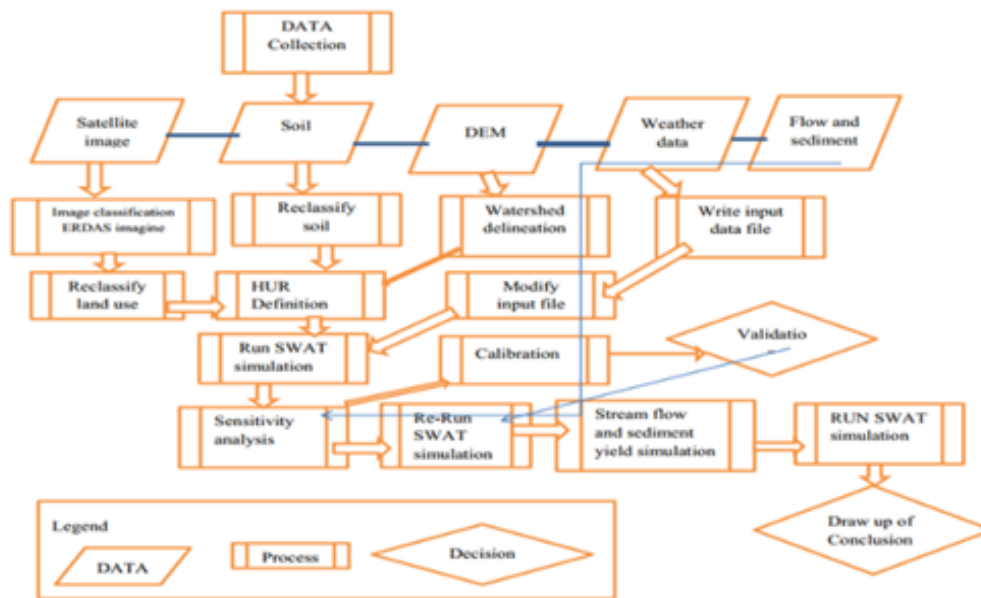 DATA
Collection
Satellite
image
Soil
DEM
Weather
data
Flow and
sediment
Image classification
ERDAS imagine
Reclassify
soil
Watershed
delineation
Write input
data file
Reclassify
land use
HUR
Definition
Modify
input file
Run SWAT
simulation
Calibration
Validatio
Sensitivity
analysis
Re-Run
SWAT
simulation
Stream flow
and sediment
yield simulation
RUN SWAT
simulation
Draw up of
Conclusion
Legend
DATA
Process
Decision